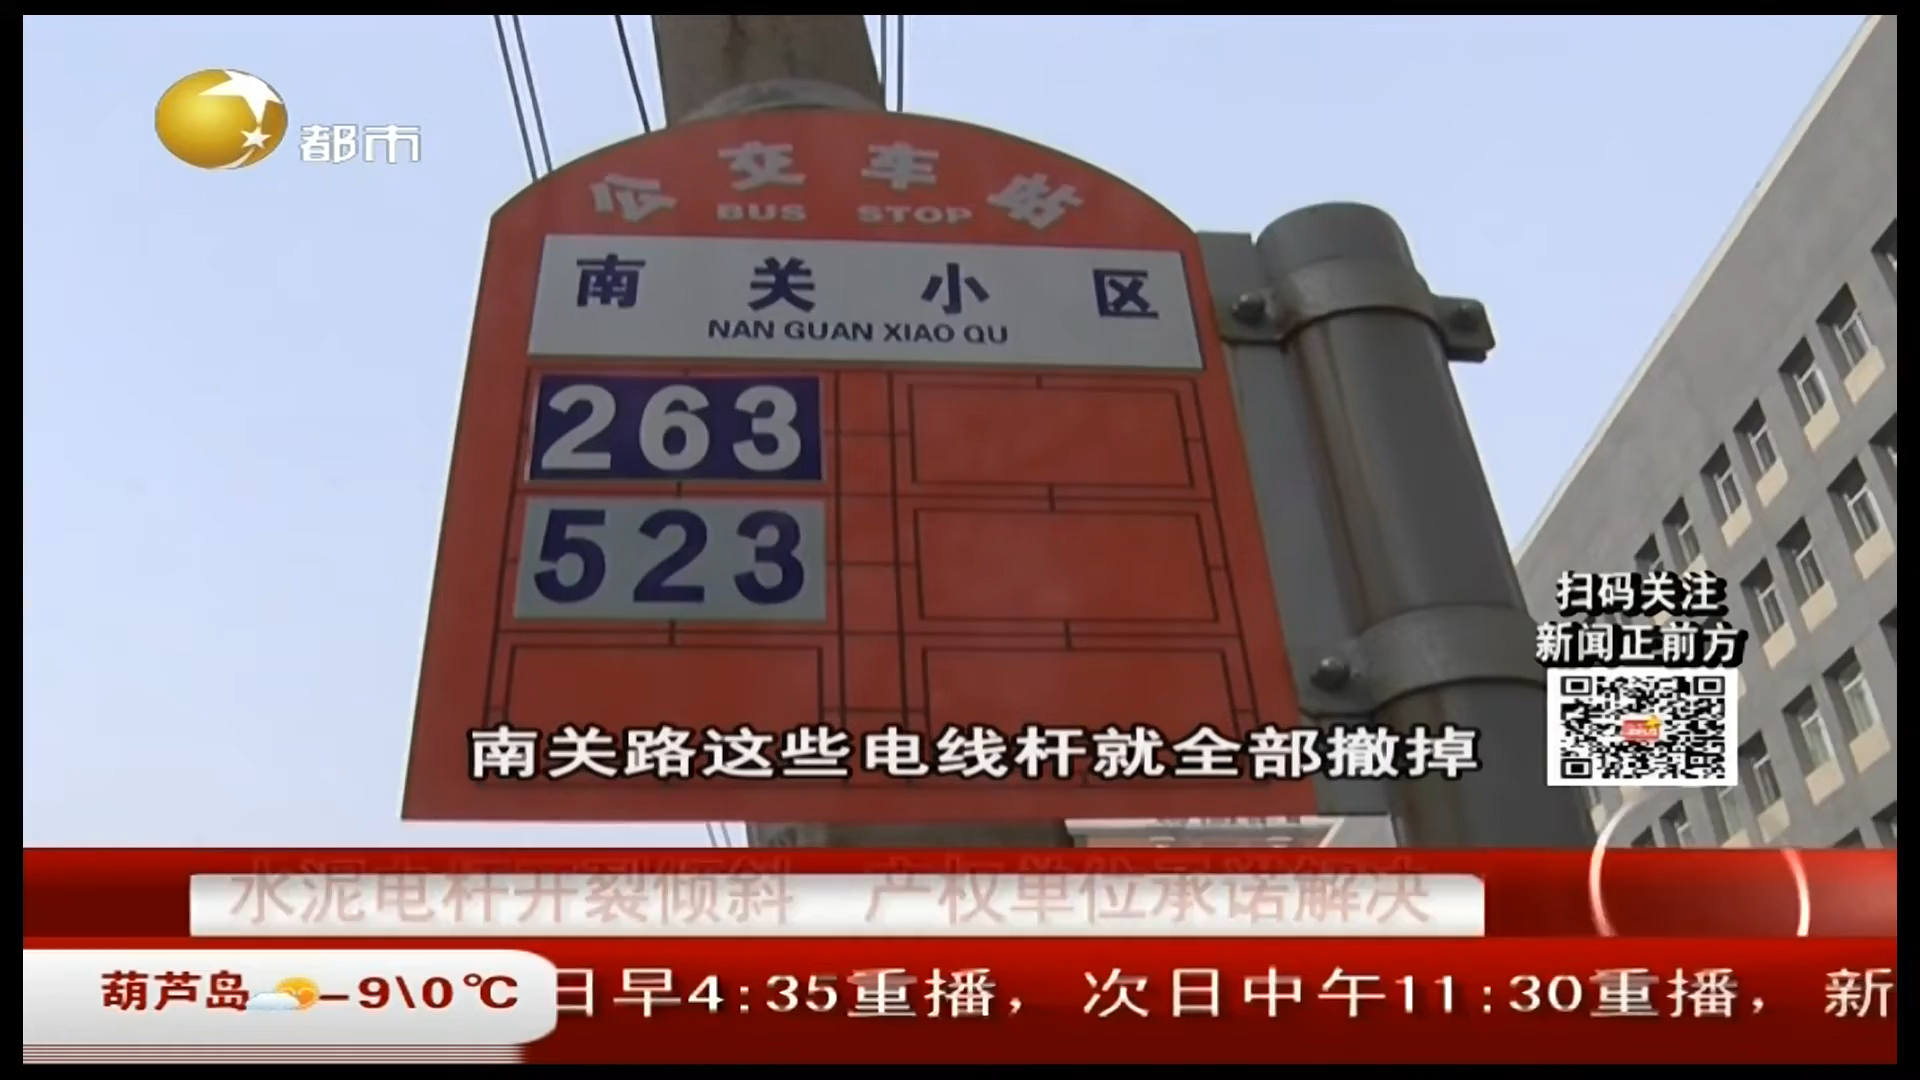 都市
公交车站
BUS STOP
南关小区
NAN GUAN XIAO QU
263
523
扫码关注
新闻正前方
南关路这些电线杆就全部撤掉
水泥电杆开裂倾斜 产权单位承诺解决
葫芦岛 -9\0℃
日早4:35重播，次日中午11:30重播，新